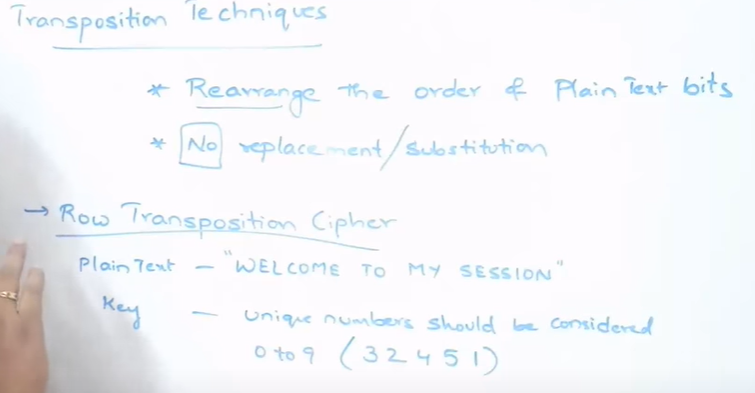 Transposition Techniques
* Rearrange the order of Plain Text bits
* No replacement/substitution
→ Row Transposition Cipher
Plain Text — "WELCOME TO MY SESSION"
Key — unique numbers should be considered
0 to 9 (3 2 4 5 1)